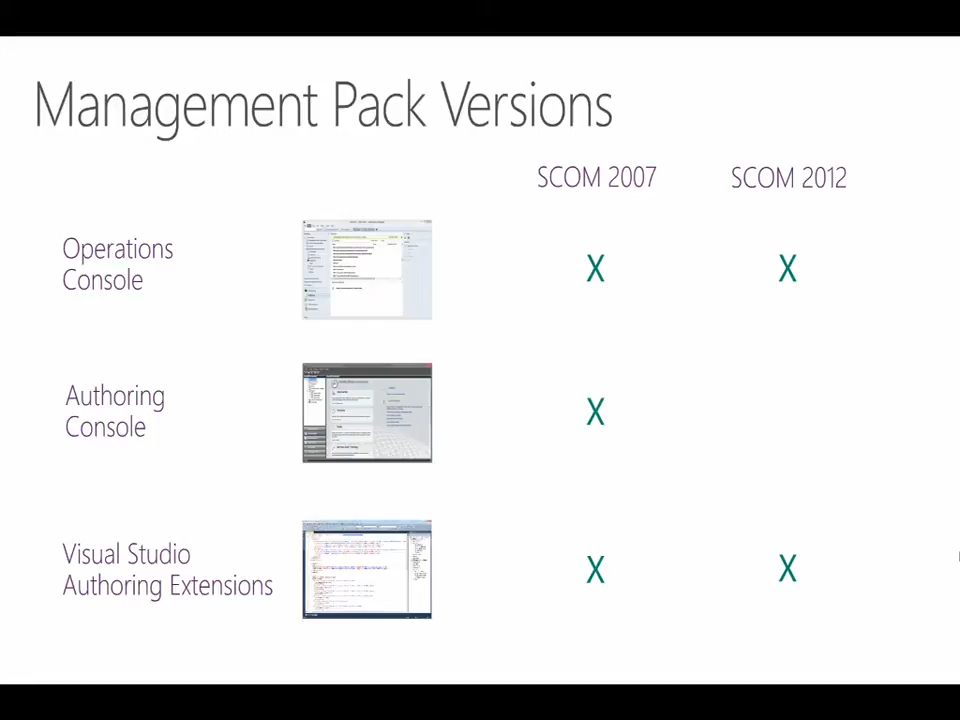 Management Pack Versions
SCOM 2007 SCOM 2012
Operations
Console
X X
Authoring
Console
X
Visual Studio
Authoring Extensions
X X